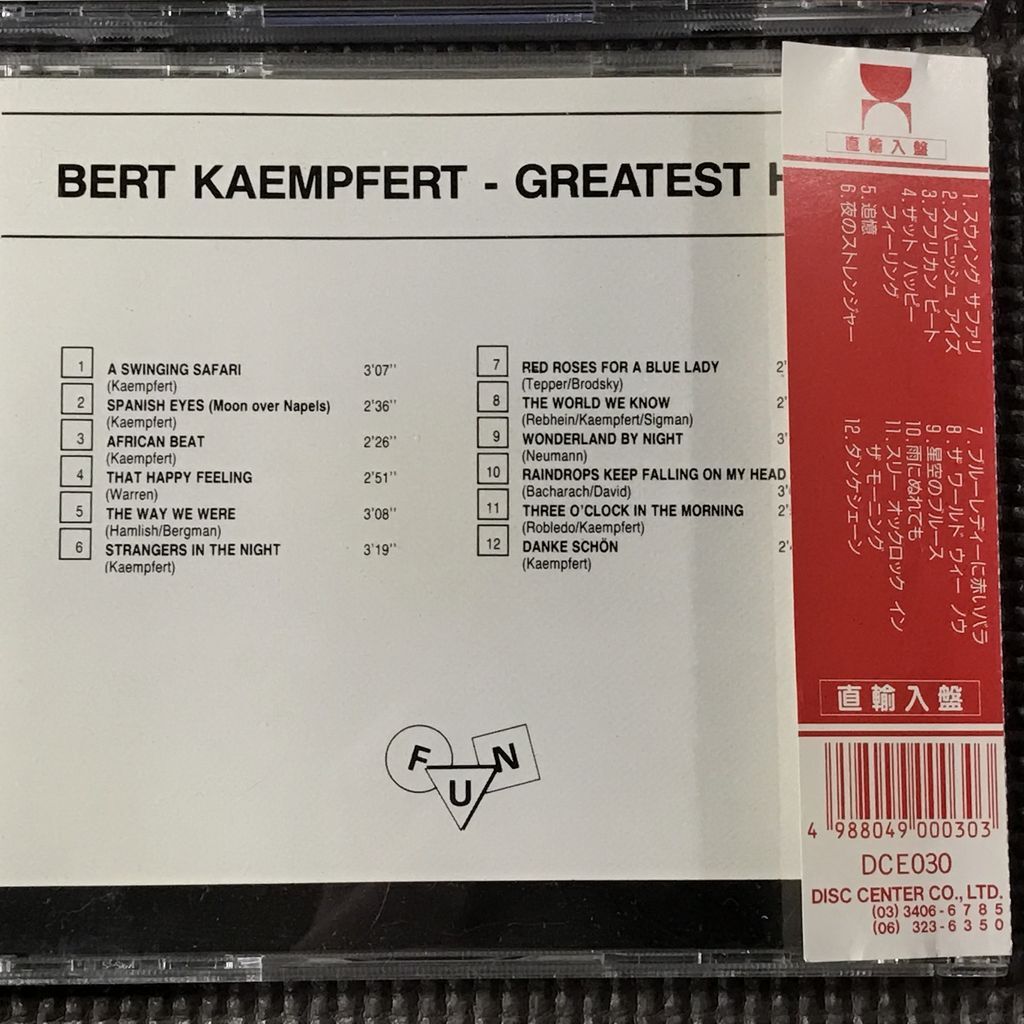 BERT KAEMPFERT - GREATEST
1 A SWINGING SAFARI 3'07"
(Kaempfert)
2 SPANISH EYES (Moon over Napels) 2'36"
(Kaempfert)
3 AFRICAN BEAT 2'26"
(Kaempfert)
4 THAT HAPPY FEELING 2'51"
(Warren)
5 THE WAY WE WERE 3'08"
(Hamlish/Bergman)
6 STRANGERS IN THE NIGHT 3'19"
(Kaempfert)
7 RED ROSES FOR A BLUE LADY 2'
(Tepper/Brodsky)
8 THE WORLD WE KNOW 2'
(Rebhein/Kaempfert/Sigman)
9 WONDERLAND BY NIGHT 3'
(Neumann)
10 RAINDROPS KEEP FALLING ON MY HEAD
(Bacharach/David) 3'
11 THREE O'CLOCK IN THE MORNING 2'
(Robledo/Kaempfert)
12 DANKE SCHÖN 2'
(Kaempfert)
FUN
直輸入盤
1. スウィング サファリ
2. スパニッシュ アイズ
3. アフリカン ビート
4. ザット ハッピー
フィーリング
5. 追憶
6. 夜のストレンジャー
7. ブルーレディーに赤いバラ
8. ザ ワールド ウィー ノウ
9. 星空のブルース
10. 雨にぬれても
11. スリー オックロック イン
ザ モーニング
12. ダンケシェーン
直輸入盤
4 988049 000303
DCE030
DISC CENTER CO., LTD.
(03) 3406-6785
(06) 323-6350